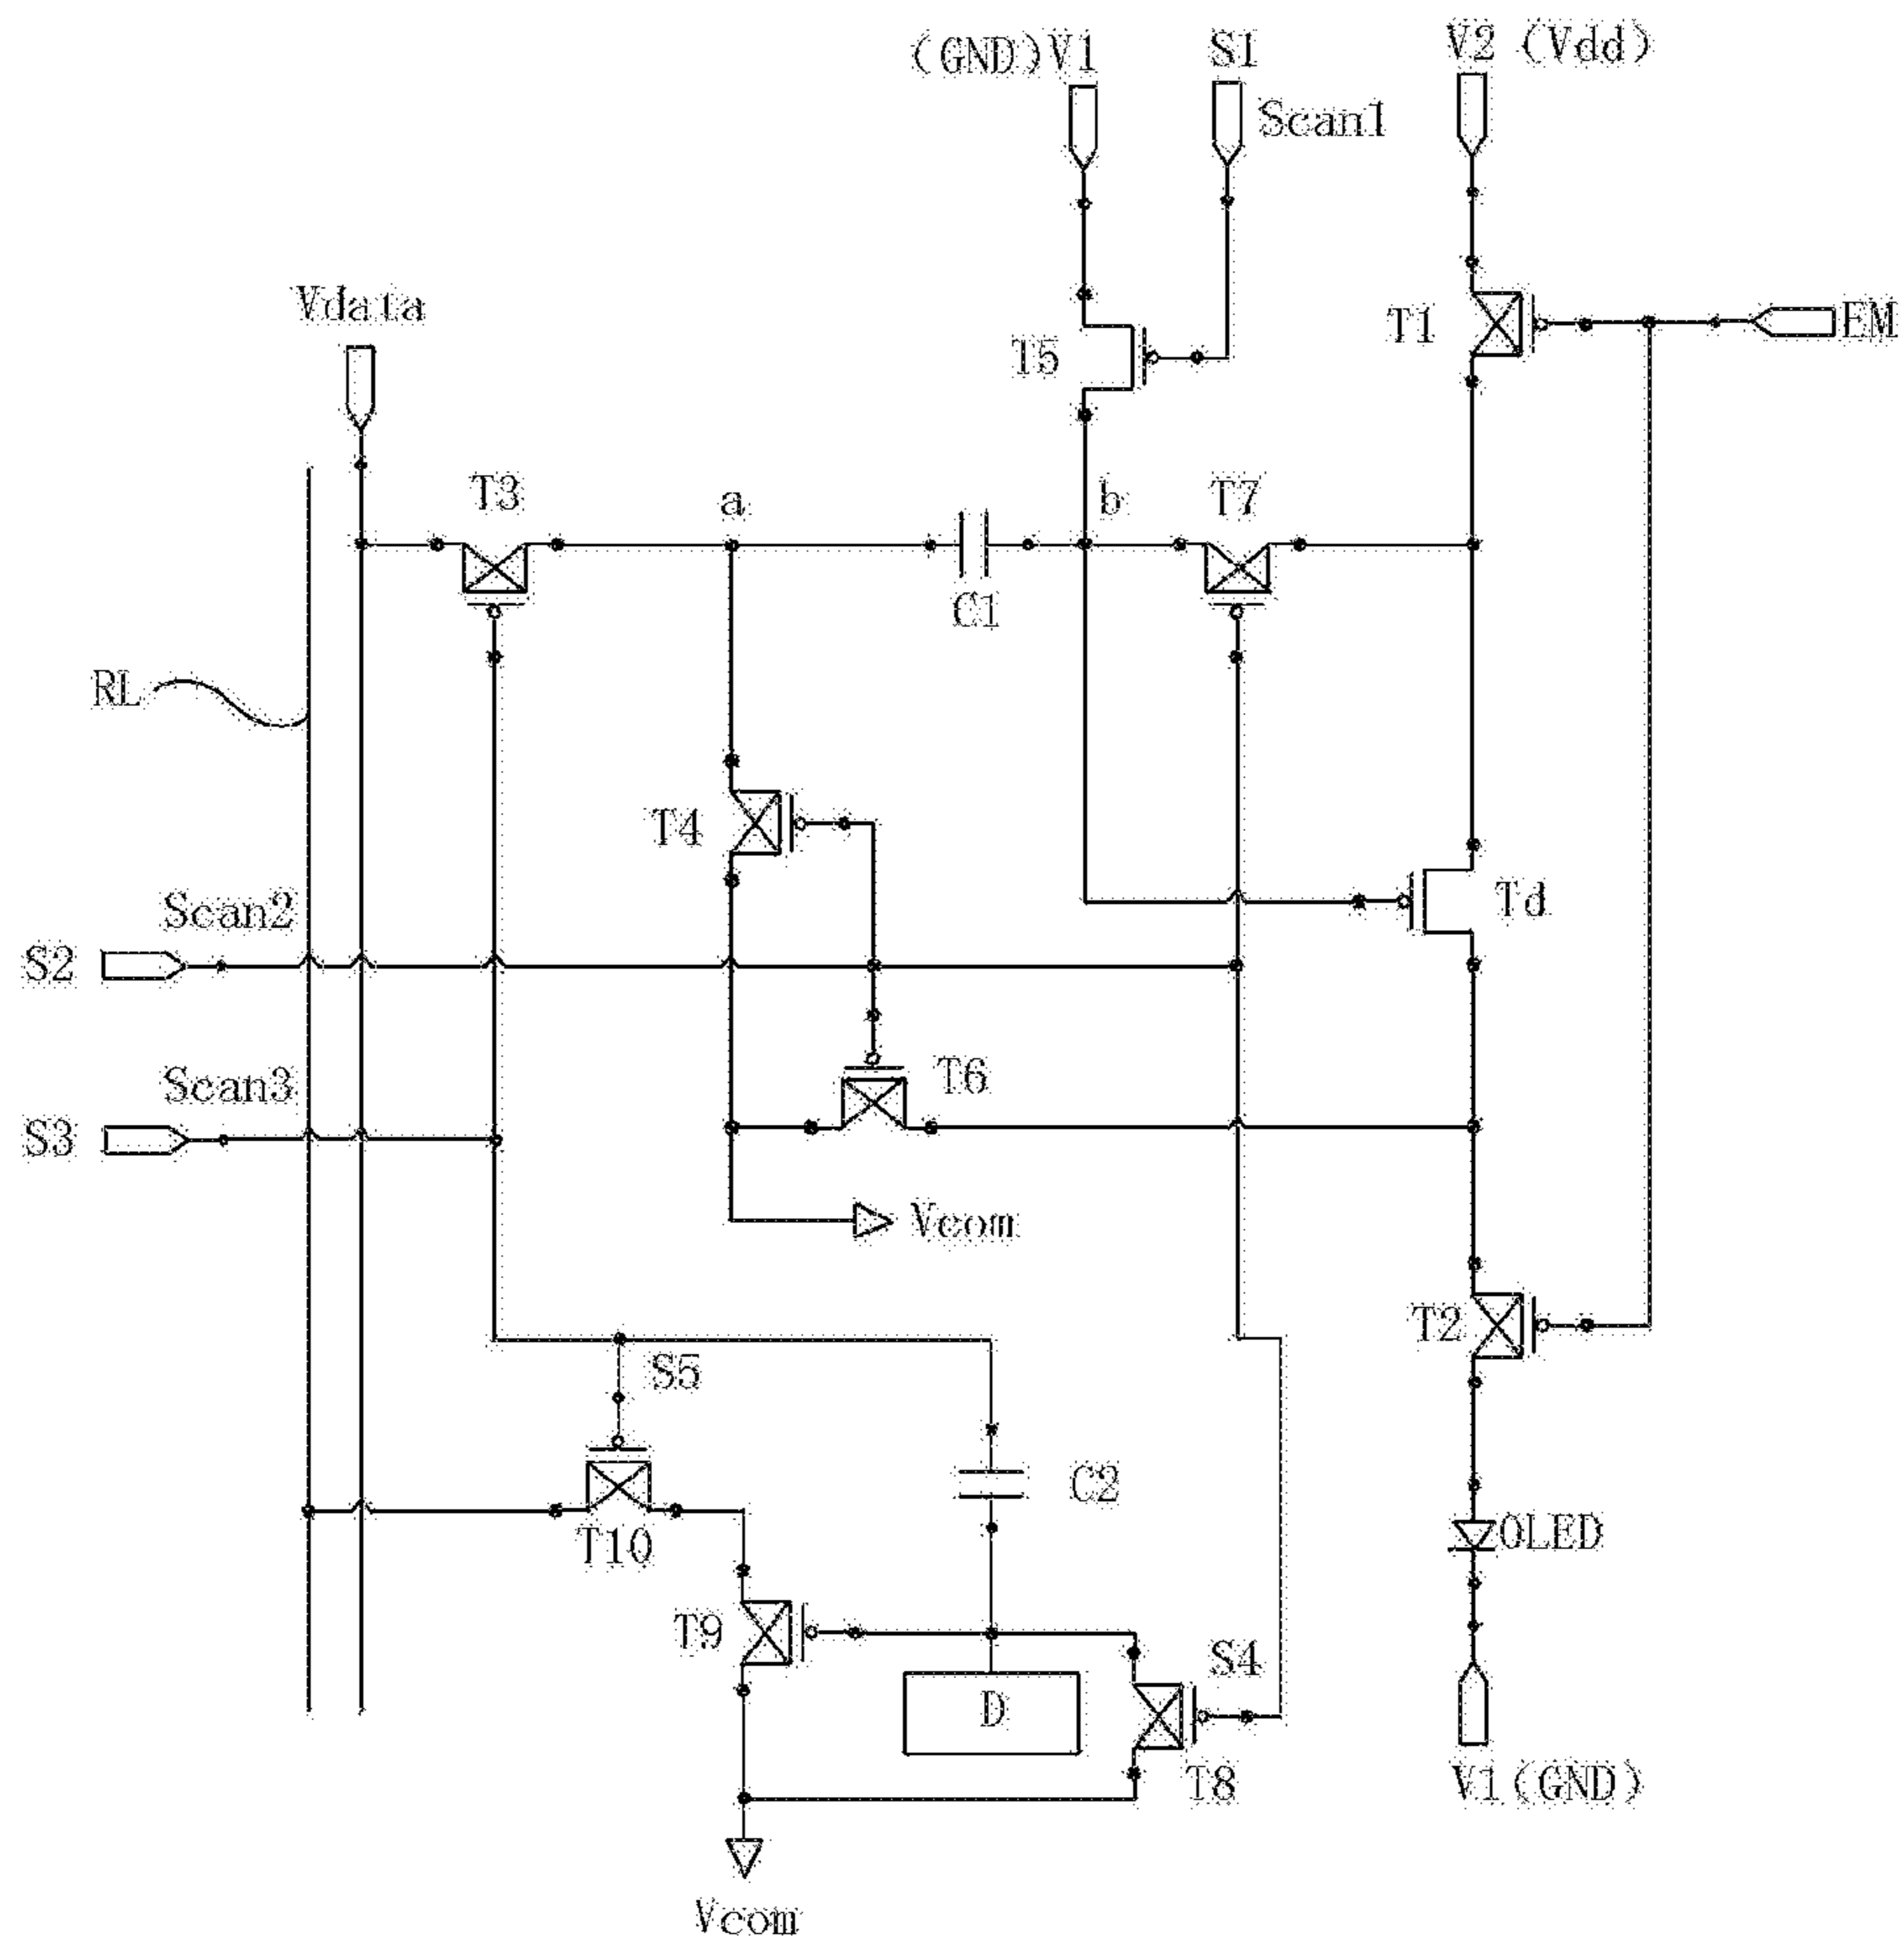 (GND)V1
S1
V2 (Vdd)
Scan1
Vdata
T5
T1
EM
T3
a
b
T7
C1
RL
T4
Td
Scan2
S2
Scan3
T6
S3
Vcom
T2
S5
C2
OLED
T10
T9
S4
D
T8
V1(GND)
Vcom